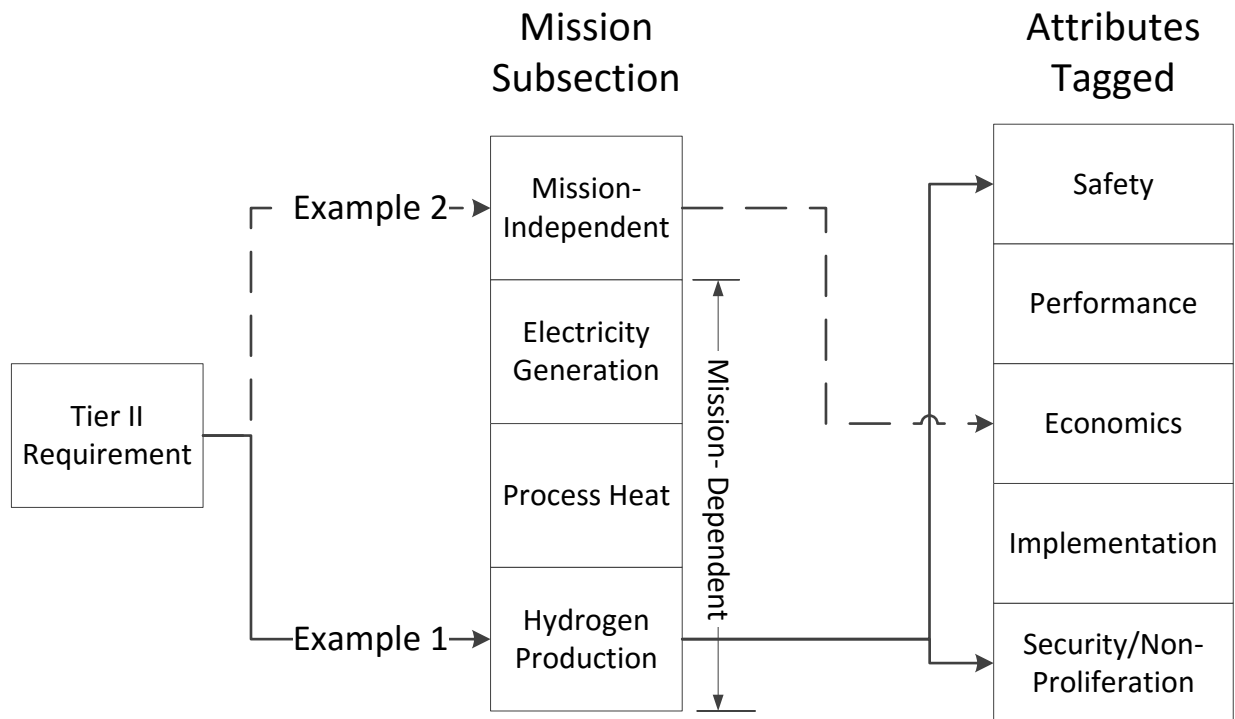 Mission
Subsection
Attributes
Tagged
Mission-
Independent
Safety
Example 2
Electricity
Generation
Performance
Tier II
Requirement
Mission- Dependent
Economics
Process Heat
Implementation
Example 1
Hydrogen
Production
Security/Non-
Proliferation